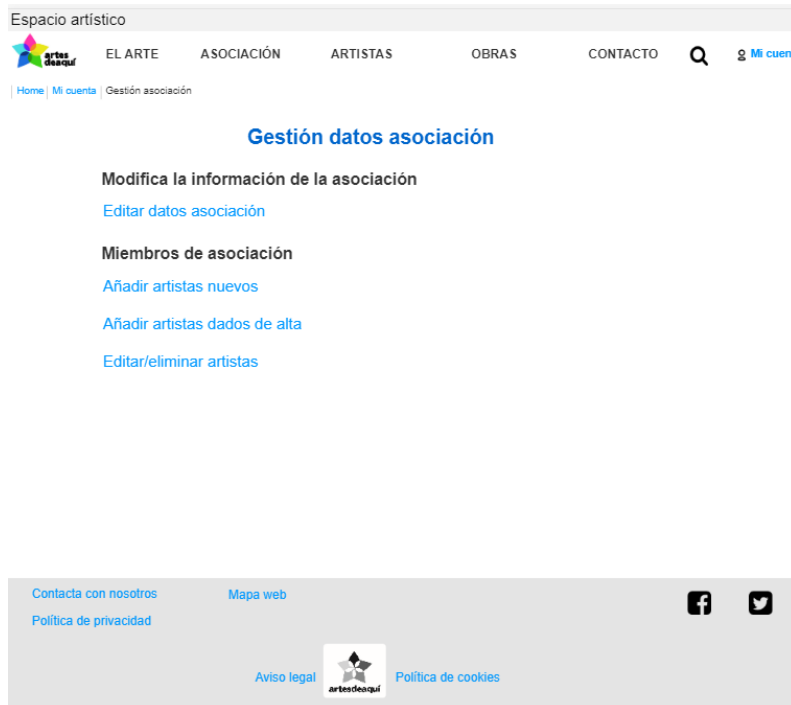 Espacio artístico
artes
deaquí
EL ARTE ASOCIACIÓN ARTISTAS OBRAS CONTACTO Mi cuen
Home Mi cuenta Gestión asociación
Gestión datos asociación
Modifica la información de la asociación
Editar datos asociación
Miembros de asociación
Añadir artistas nuevos
Añadir artistas dados de alta
Editar/eliminar artistas
Contacta con nosotros Mapa web
Política de privacidad
Aviso legal artesdeaquí Política de cookies